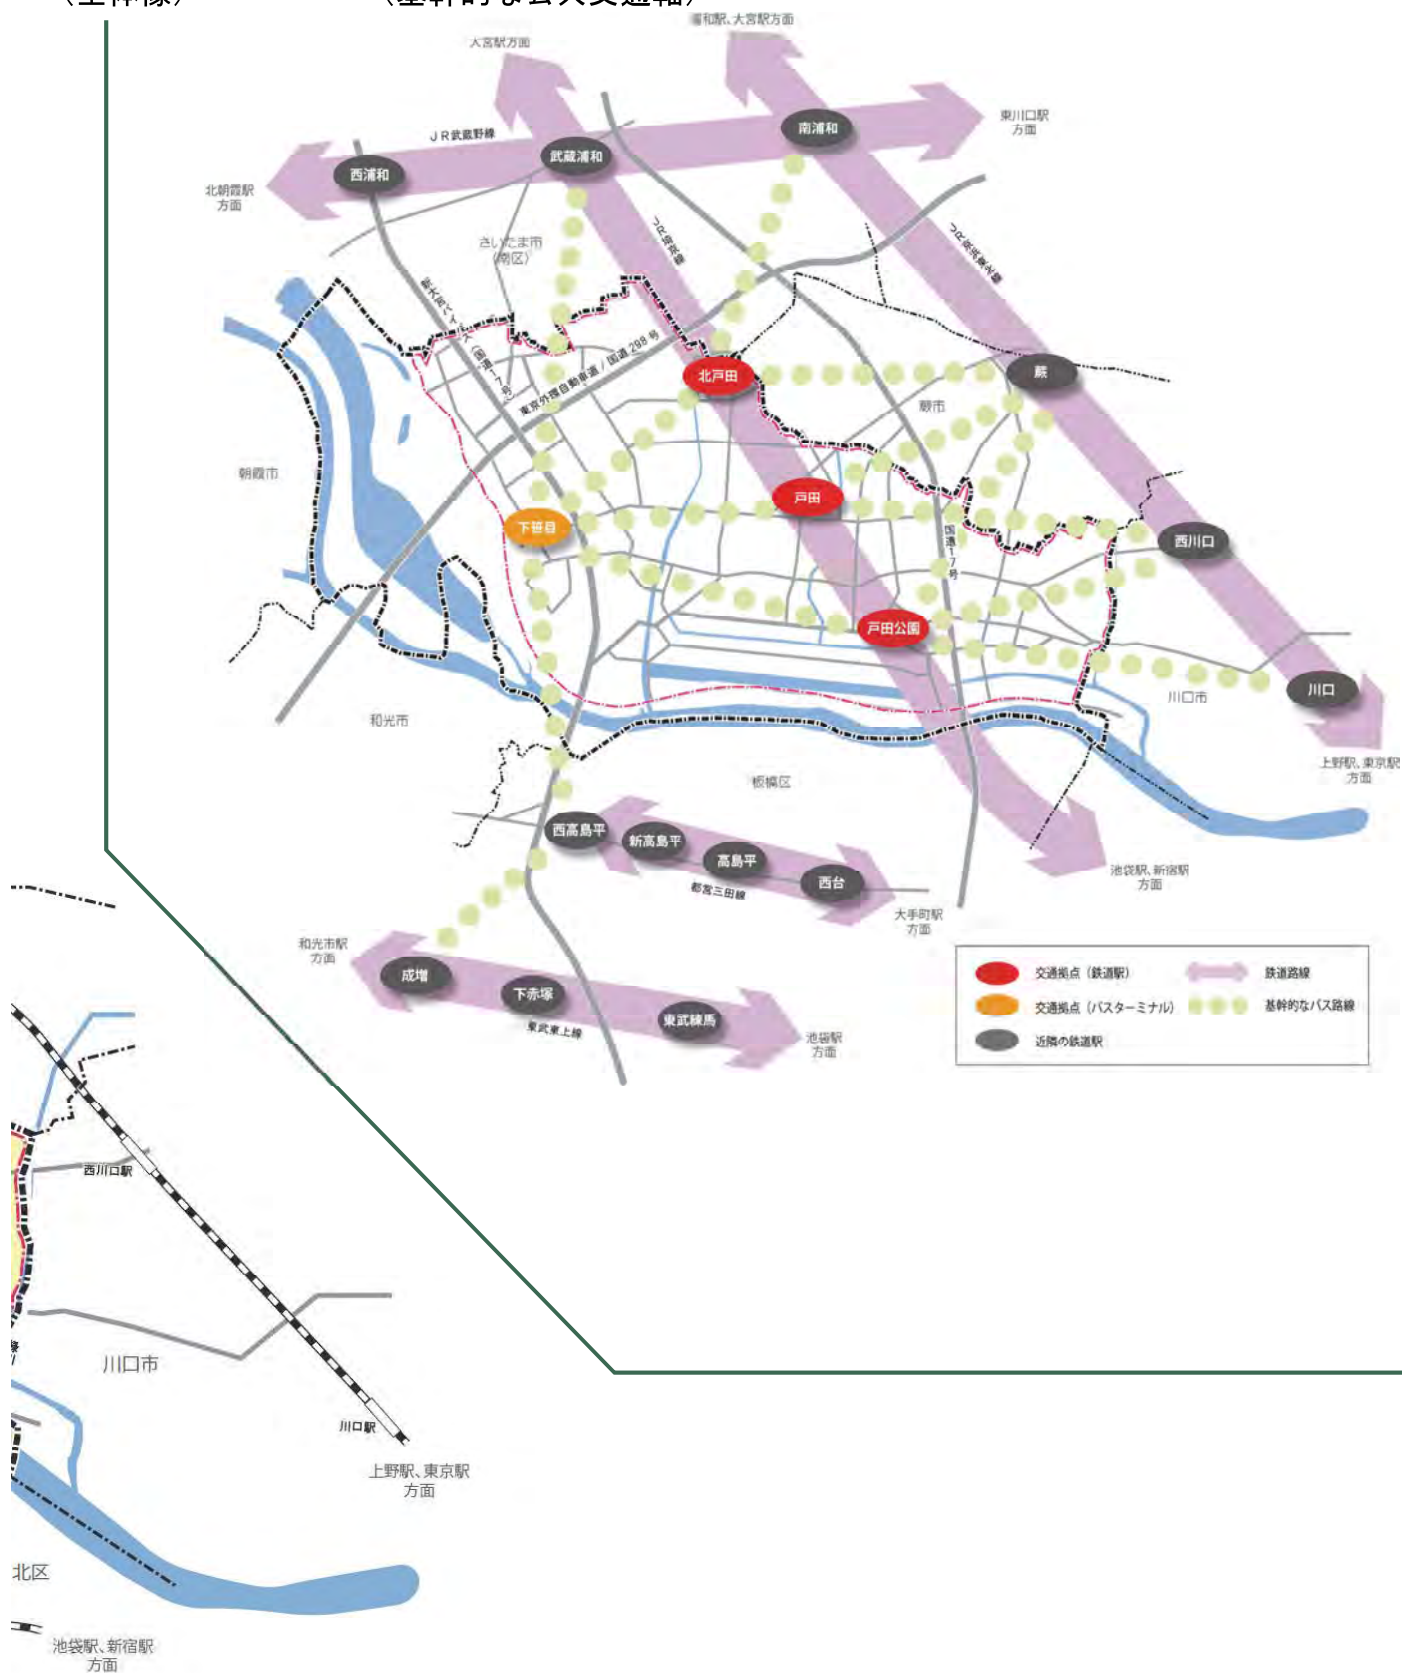 浦和駅、大宮駅方面
大宮駅方面
東川口駅
方面
JR武蔵野線
南浦和
武蔵浦和
西浦和
北朝霞駅
方面
さいたま市
(南区)
JR埼京線
JR京浜東北線
新大宮バイパス(国道17号)
東京外環自動車道/国道298号
北戸田
蕨
蕨市
朝霞市
戸田
下笹目
西川口
国道17号
戸田公園
川口
川口市
和光市
上野駅、東京駅
方面
板橋区
西高島平
新高島平
高島平
西台
都営三田線
池袋駅、新宿駅
方面
大手町駅
方面
和光市駅
方面
成増
下赤塚
東武練馬
東武東上線
池袋駅
方面
交通拠点(鉄道駅)
鉄道路線
交通拠点(バスターミナル)
基幹的なバス路線
近隣の鉄道駅
西川口駅
川口市
川口駅
上野駅、東京駅
方面
北区
池袋駅、新宿駅
方面